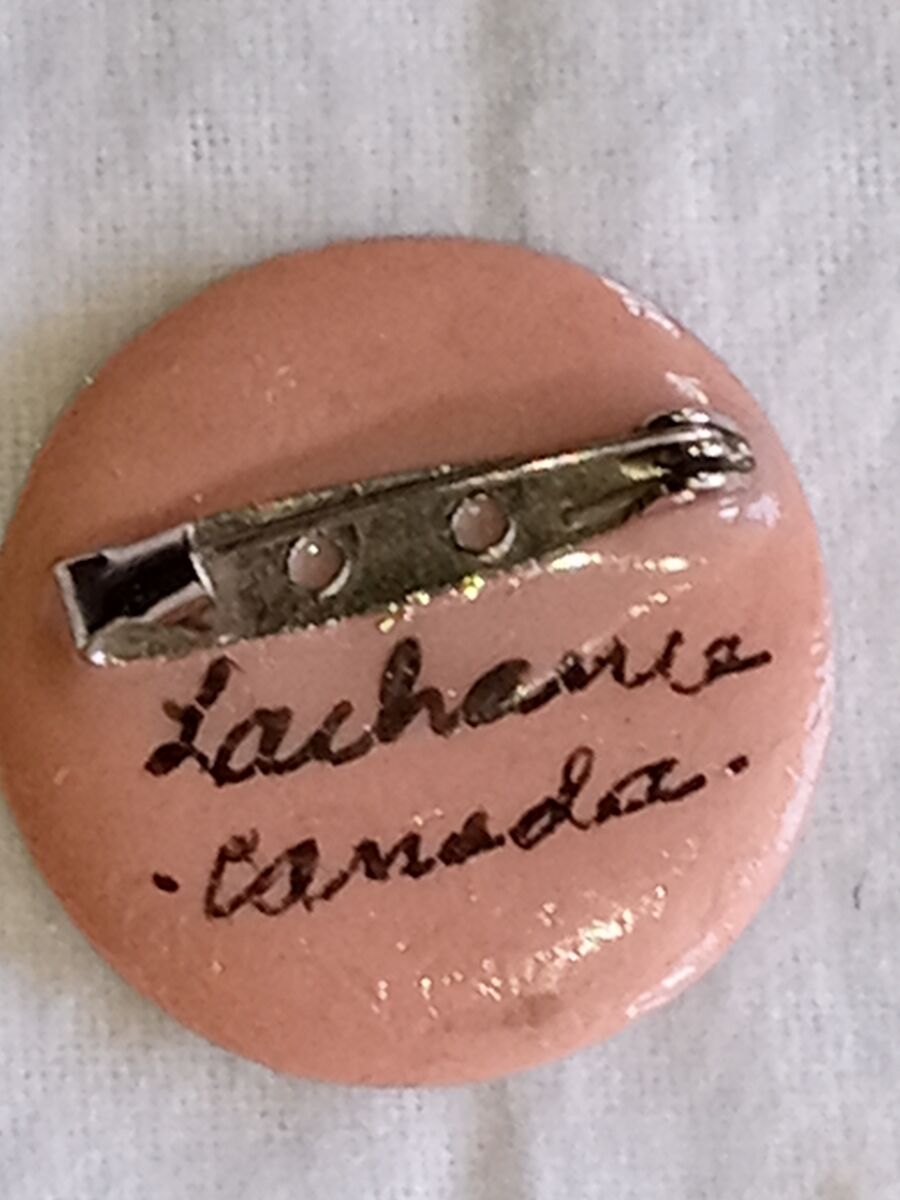 Lachance
. Canada .